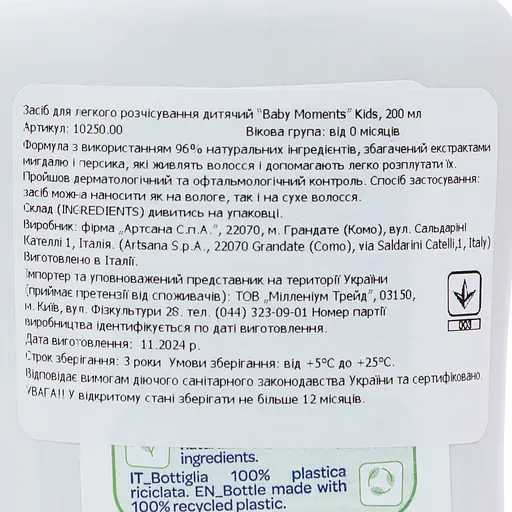 Засіб для легкого розчісування дитячий "Baby Moments" Kids, 200 мл
Артикул: 10250.00 Вікова група: від 0 місяців
Формула з використанням 96% натуральних інгредієнтів, збагачений екстрактами
мигдалю і персика, які живлять волосся і допомагають легко розплутати їх.
Пройшов дерматологічний та офтальмологічний контроль. Спосіб застосування:
засіб можна наносити як на вологе, так і на сухе волосся.
Склад (INGREDIENTS) дивитись на упаковці.
Виробник: фірма „Артсана С.п.А.", 22070, м. Грандате (Комо), вул. Сальдаріні
Кателлі 1, Італія. (Artsana S.p.A., 22070 Grandate (Como), via Saldarini Catelli,1, Italy)
Виготовлено в Італії.
Імпортер та уповноважений представник на території України
(приймає претензії від споживачів): ТОВ „Мілленіум Трейд", 03150,
м. Київ, вул. Фізкультури 28. тел. (044) 323-09-01 Номер партії
виробництва ідентифікується по даті виготовлення.
003
Дата виготовлення: 11.2024 р.
Строк зберігання: 3 роки Умови зберігання: від +5°C до +25°C.
Відповідає вимогам діючого санітарного законодавства України та сертифіковано.
УВАГА!! У відкритому стані зберігати не більше 12 місяців.
ingredients.
IT_Bottiglia 100% plastica
riciclata. EN_Bottle made with
100% recycled plastic.